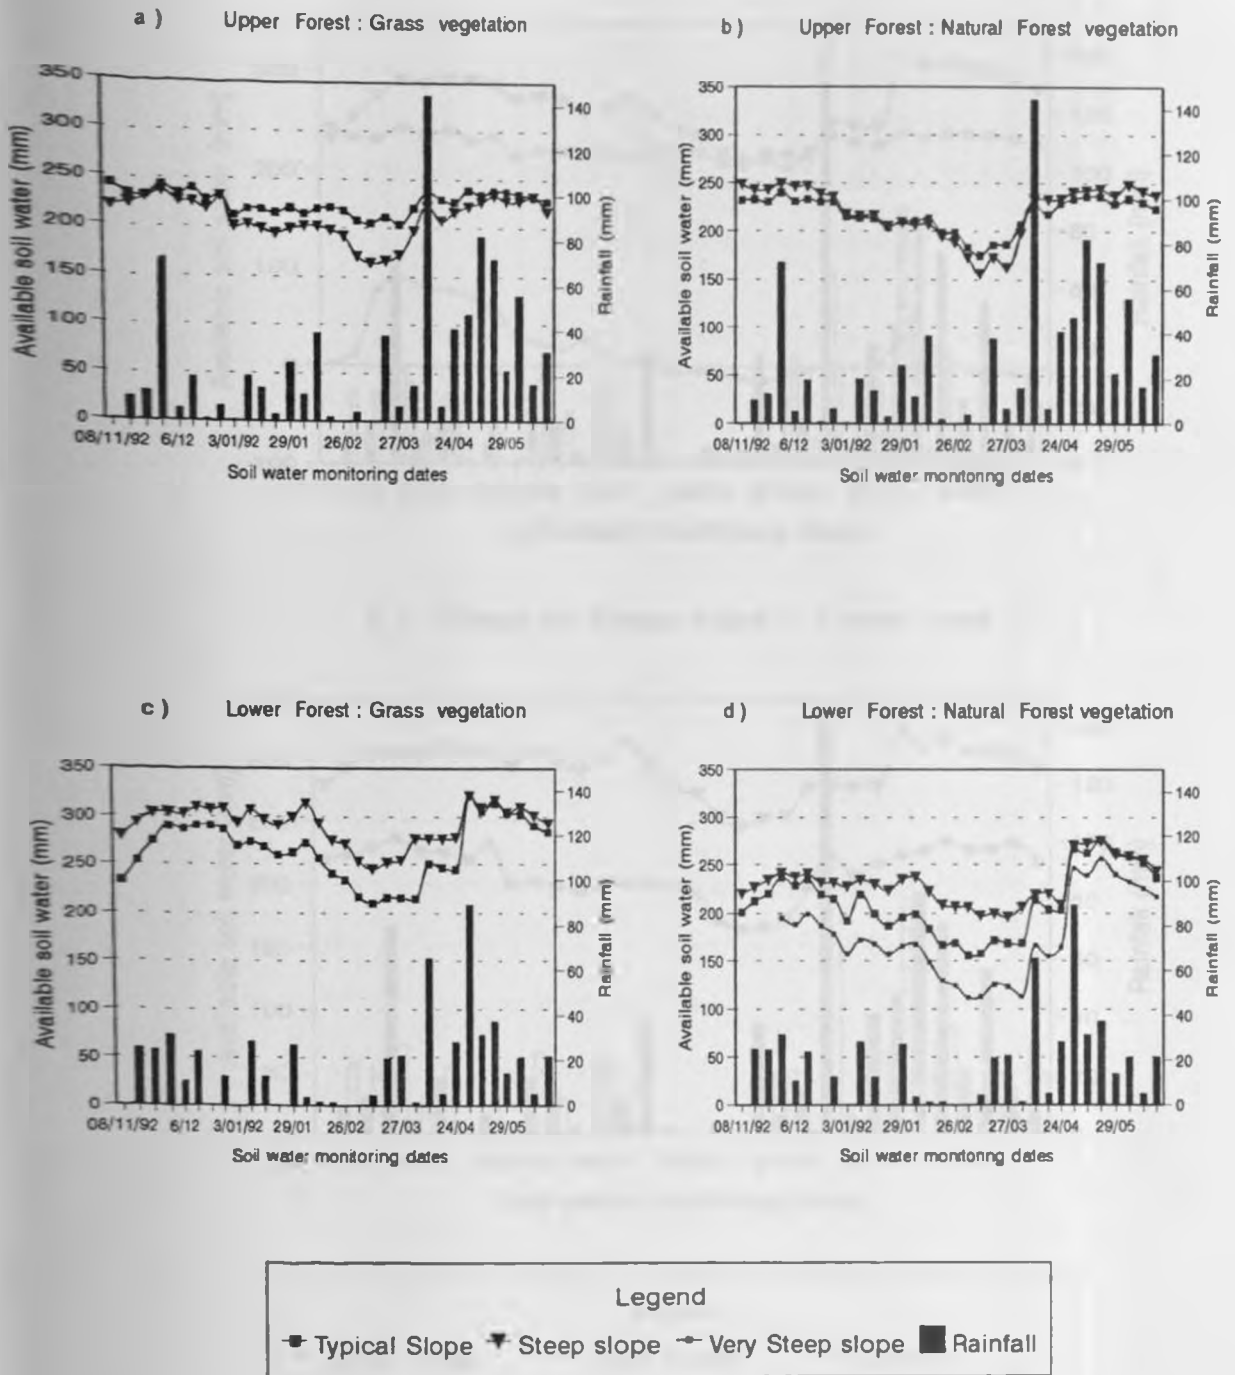 a ) Upper Forest : Grass vegetation
350
300
250
200
150
100
50
0
Available soil water (mm)
140
120
100
80
60
40
20
0
Rainfall (mm)
08/11/92 6/12 3/01/92 29/01 26/02 27/03 24/04 29/05
Soil water monitoring dates
b ) Upper Forest : Natural Forest vegetation
350
300
250
200
150
100
50
0
Available soil water (mm)
140
120
100
80
60
40
20
0
Rainfall (mm)
08/11/92 6/12 3/01/92 29/01 26/02 27/03 24/04 29/05
Soil water monitoring dates
c ) Lower Forest : Grass vegetation
350
300
250
200
150
100
50
0
Available soil water (mm)
140
120
100
80
60
40
20
0
Rainfall (mm)
08/11/92 6/12 3/01/92 29/01 26/02 27/03 24/04 29/05
Soil water monitoring dates
d ) Lower Forest : Natural Forest vegetation
350
300
250
200
150
100
50
0
Available soil water (mm)
140
120
100
80
60
40
20
0
Rainfall (mm)
08/11/92 6/12 3/01/92 29/01 26/02 27/03 24/04 29/05
Soil water monitoring dates
Legend
Typical Slope Steep slope Very Steep slope Rainfall